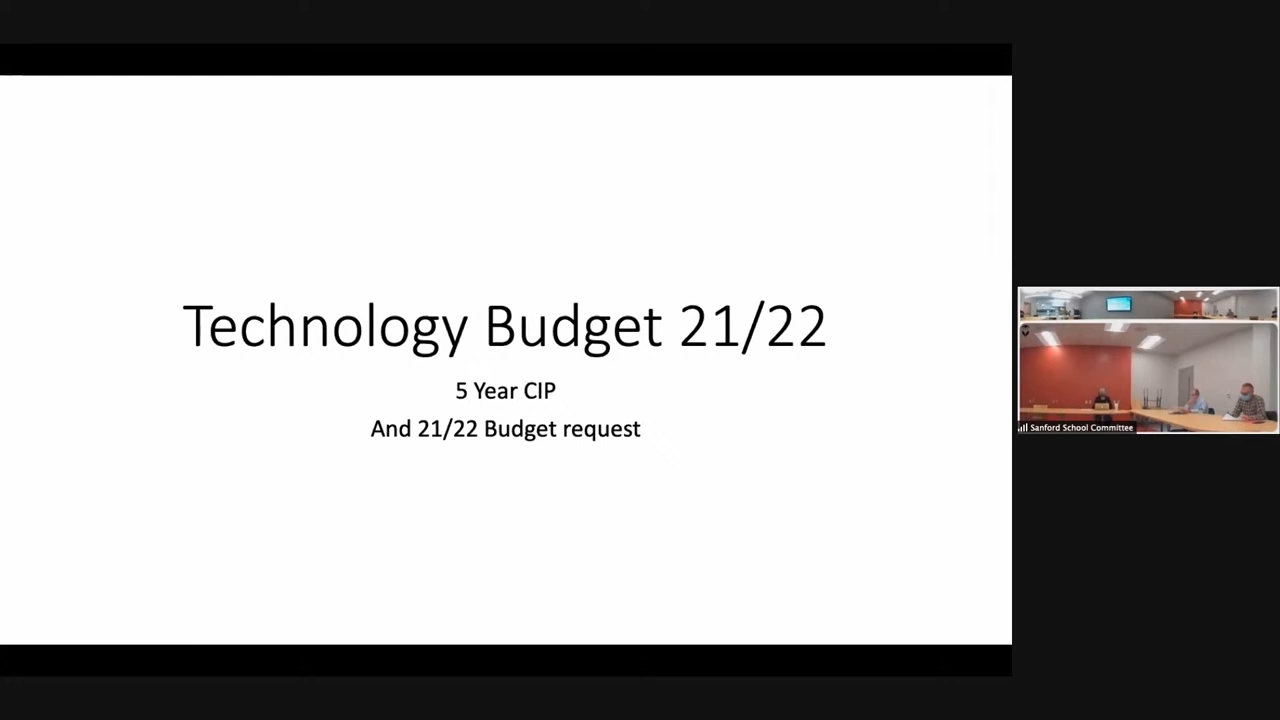 Technology Budget 21/22
5 Year CIP
And 21/22 Budget request
Sanford School Committee